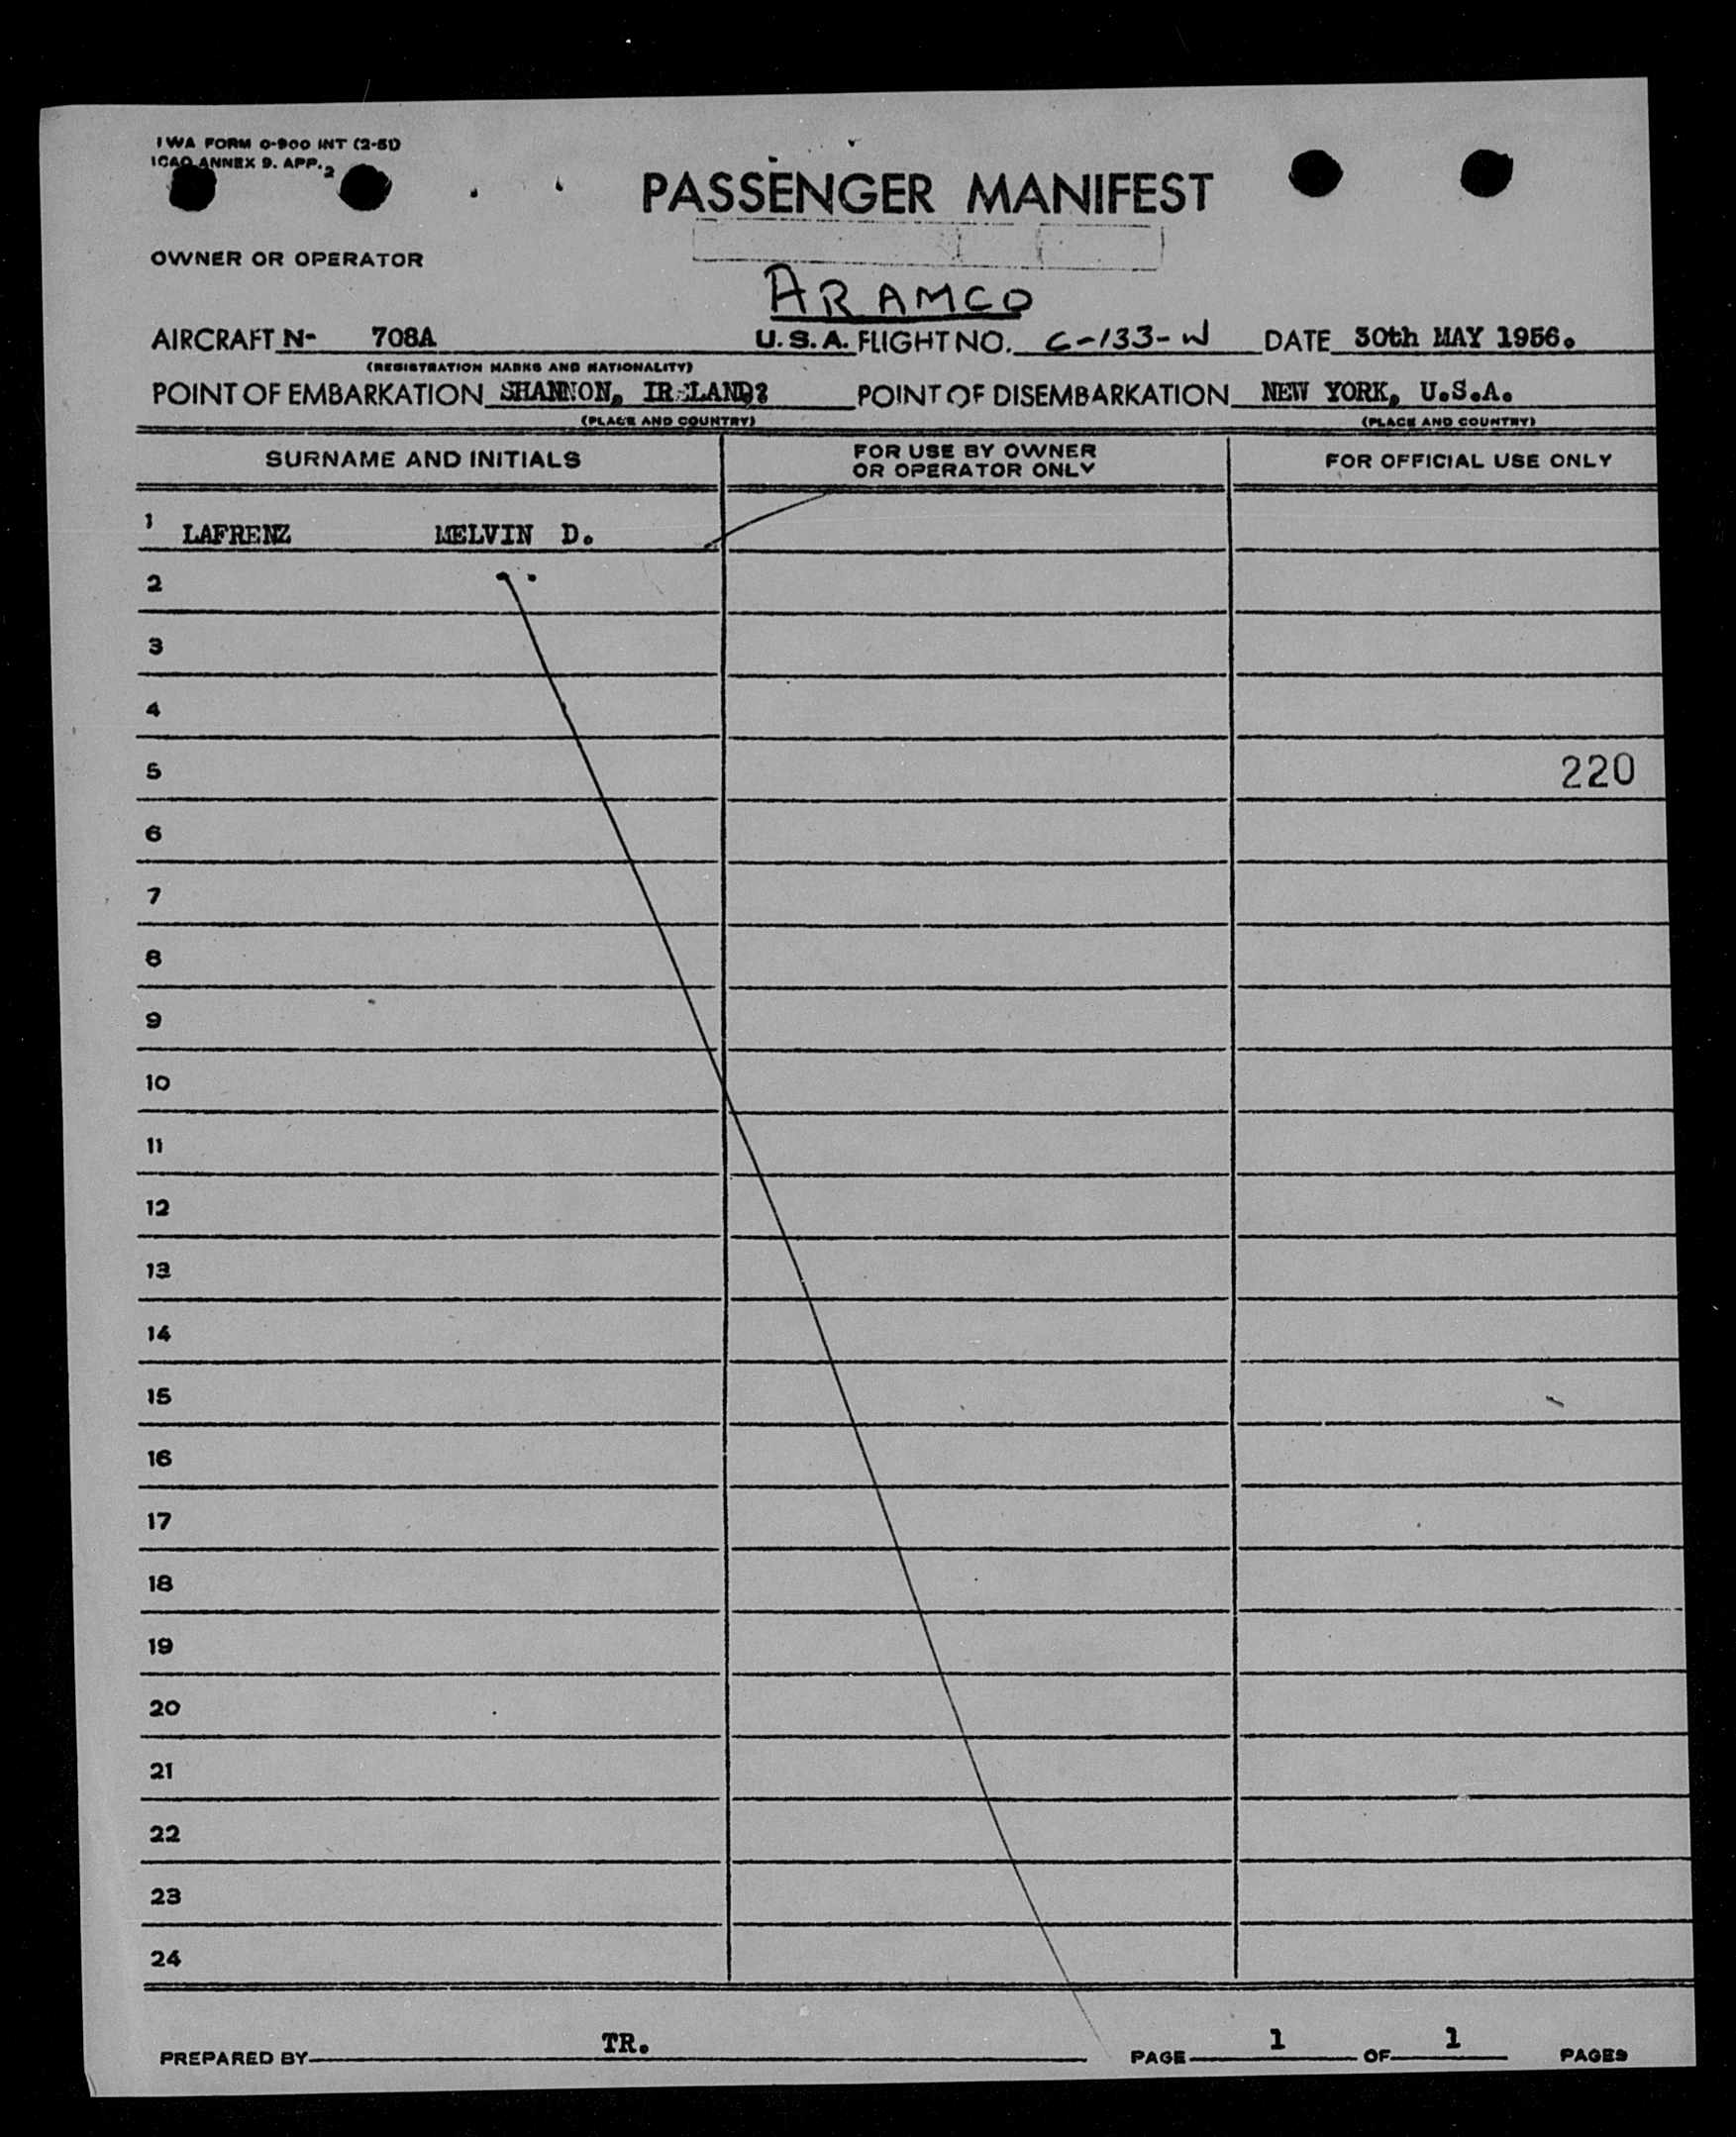 TWA FORM O-900 INT (2-51)
ICAO ANNEX 9. APP. 2
PASSENGER MANIFEST
OWNER OR OPERATOR
ARAMCO
AIRCRAFT N- 708A U.S.A. FLIGHT NO. C-133-W DATE 30th MAY 1956.
(REGISTRATION MARKS AND NATIONALITY)
POINT OF EMBARKATION SHANNON, IRELAND? POINT OF DISEMBARKATION NEW YORK, U.S.A.
(PLACE AND COUNTRY) (PLACE AND COUNTRY)
SURNAME AND INITIALS FOR USE BY OWNER OR OPERATOR ONLY FOR OFFICIAL USE ONLY
1 LAFRENZ MELVIN D.
2
3
4
5 220
6
7
8
9
10
11
12
13
14
15
16
17
18
19
20
21
22
23
24
PREPARED BY TR. PAGE 1 OF 1 PAGES